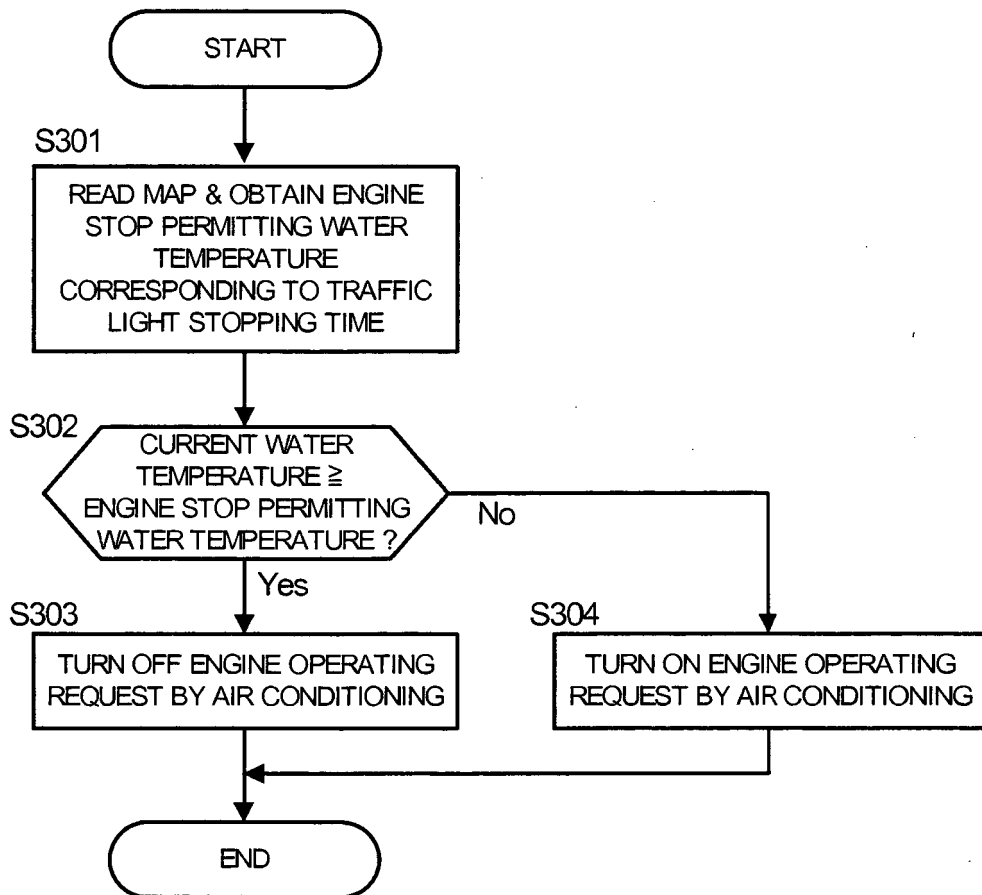 START
S301
READ MAP & OBTAIN ENGINE
STOP PERMITTING WATER
TEMPERATURE
CORRESPONDING TO TRAFFIC
LIGHT STOPPING TIME
S302
CURRENT WATER
TEMPERATURE ≧
ENGINE STOP PERMITTING
WATER TEMPERATURE ?
No
Yes
S303
TURN OFF ENGINE OPERATING
REQUEST BY AIR CONDITIONING
S304
TURN ON ENGINE OPERATING
REQUEST BY AIR CONDITIONING
END